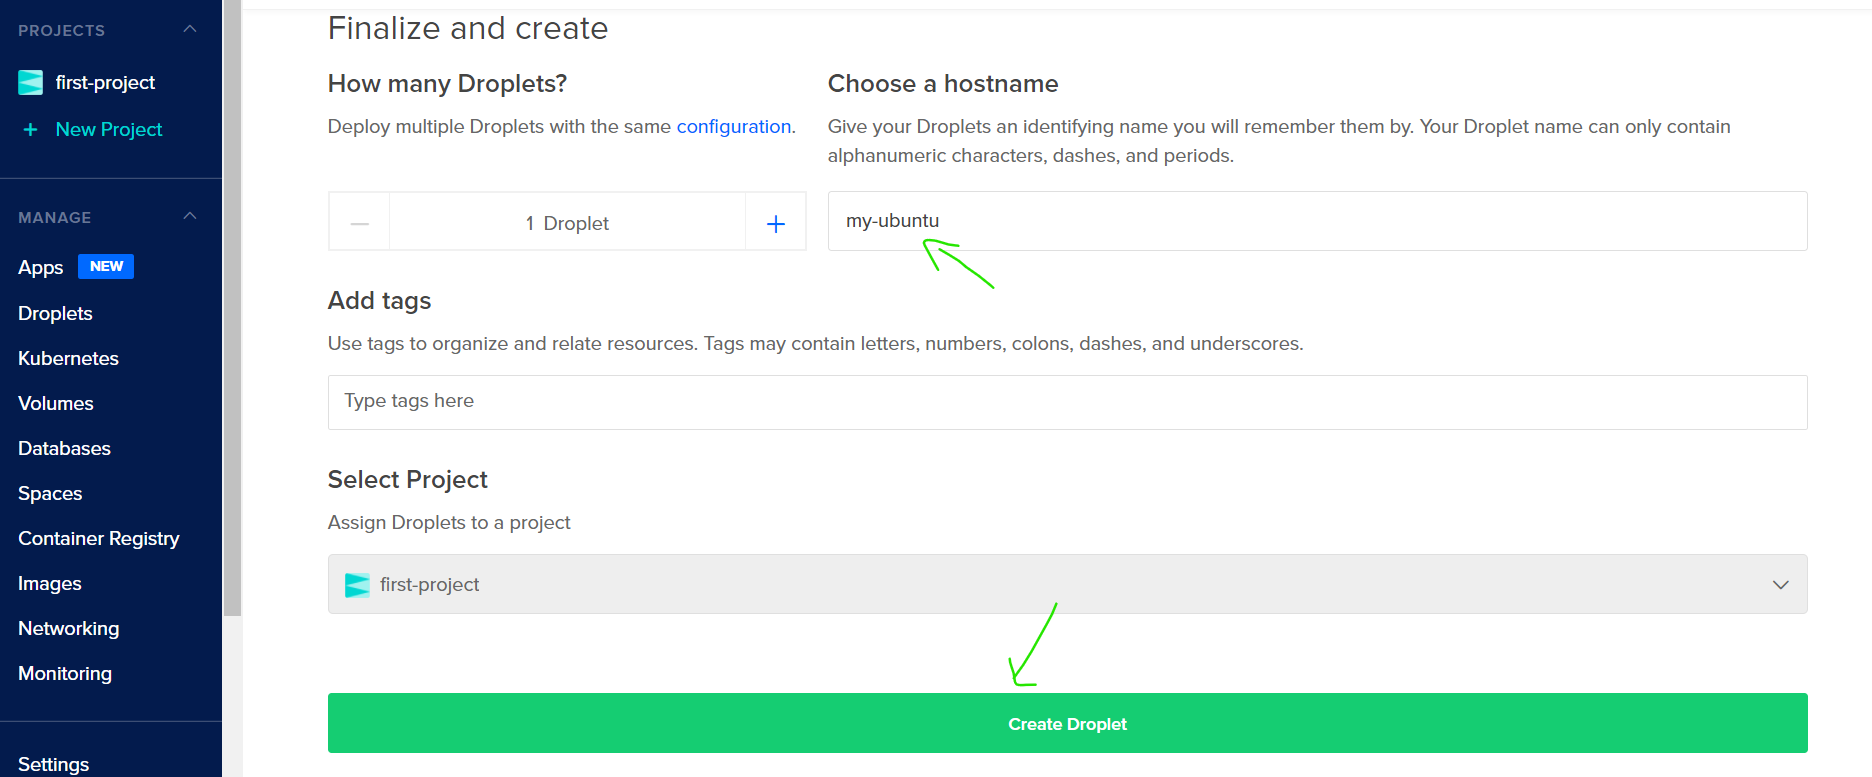 PROJECTS
first-project
+ New Project
MANAGE
Apps NEW
Droplets
Kubernetes
Volumes
Databases
Spaces
Container Registry
Images
Networking
Monitoring
Settings
Finalize and create
How many Droplets?
Deploy multiple Droplets with the same configuration.
1 Droplet
Choose a hostname
Give your Droplets an identifying name you will remember them by. Your Droplet name can only contain
alphanumeric characters, dashes, and periods.
my-ubuntu
Add tags
Use tags to organize and relate resources. Tags may contain letters, numbers, colons, dashes, and underscores.
Type tags here
Select Project
Assign Droplets to a project
first-project
Create Droplet